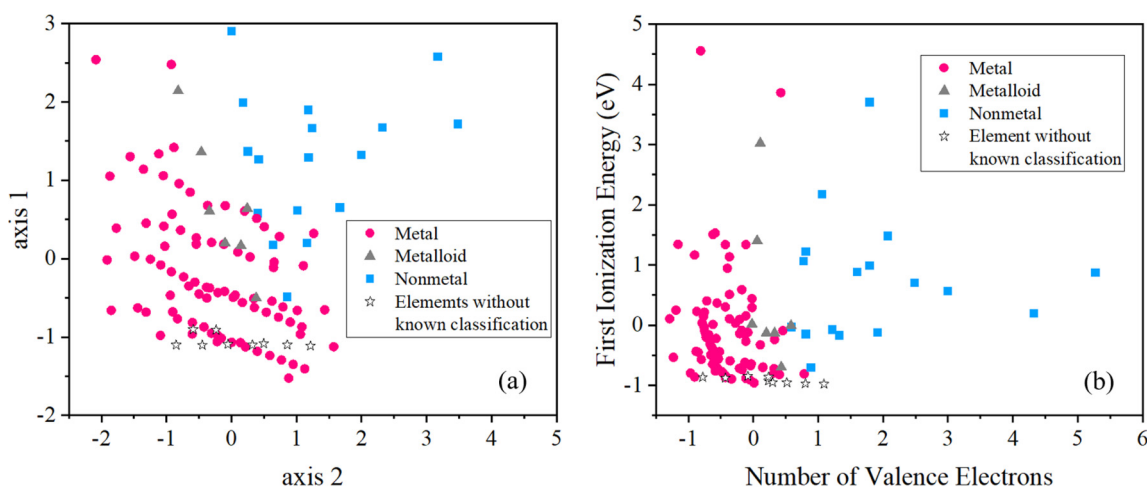 3
2
1
0
-1
-2
axis 1
-2 -1 0 1 2 3 4 5
axis 2
Metal
Metalloid
Nonmetal
Elememts without
known classification
(a)
5
4
3
2
1
0
-1
First Ionization Energy (eV)
-1 0 1 2 3 4 5 6
Number of Valence Electrons
Metal
Metalloid
Nonmetal
Element without
known classification
(b)